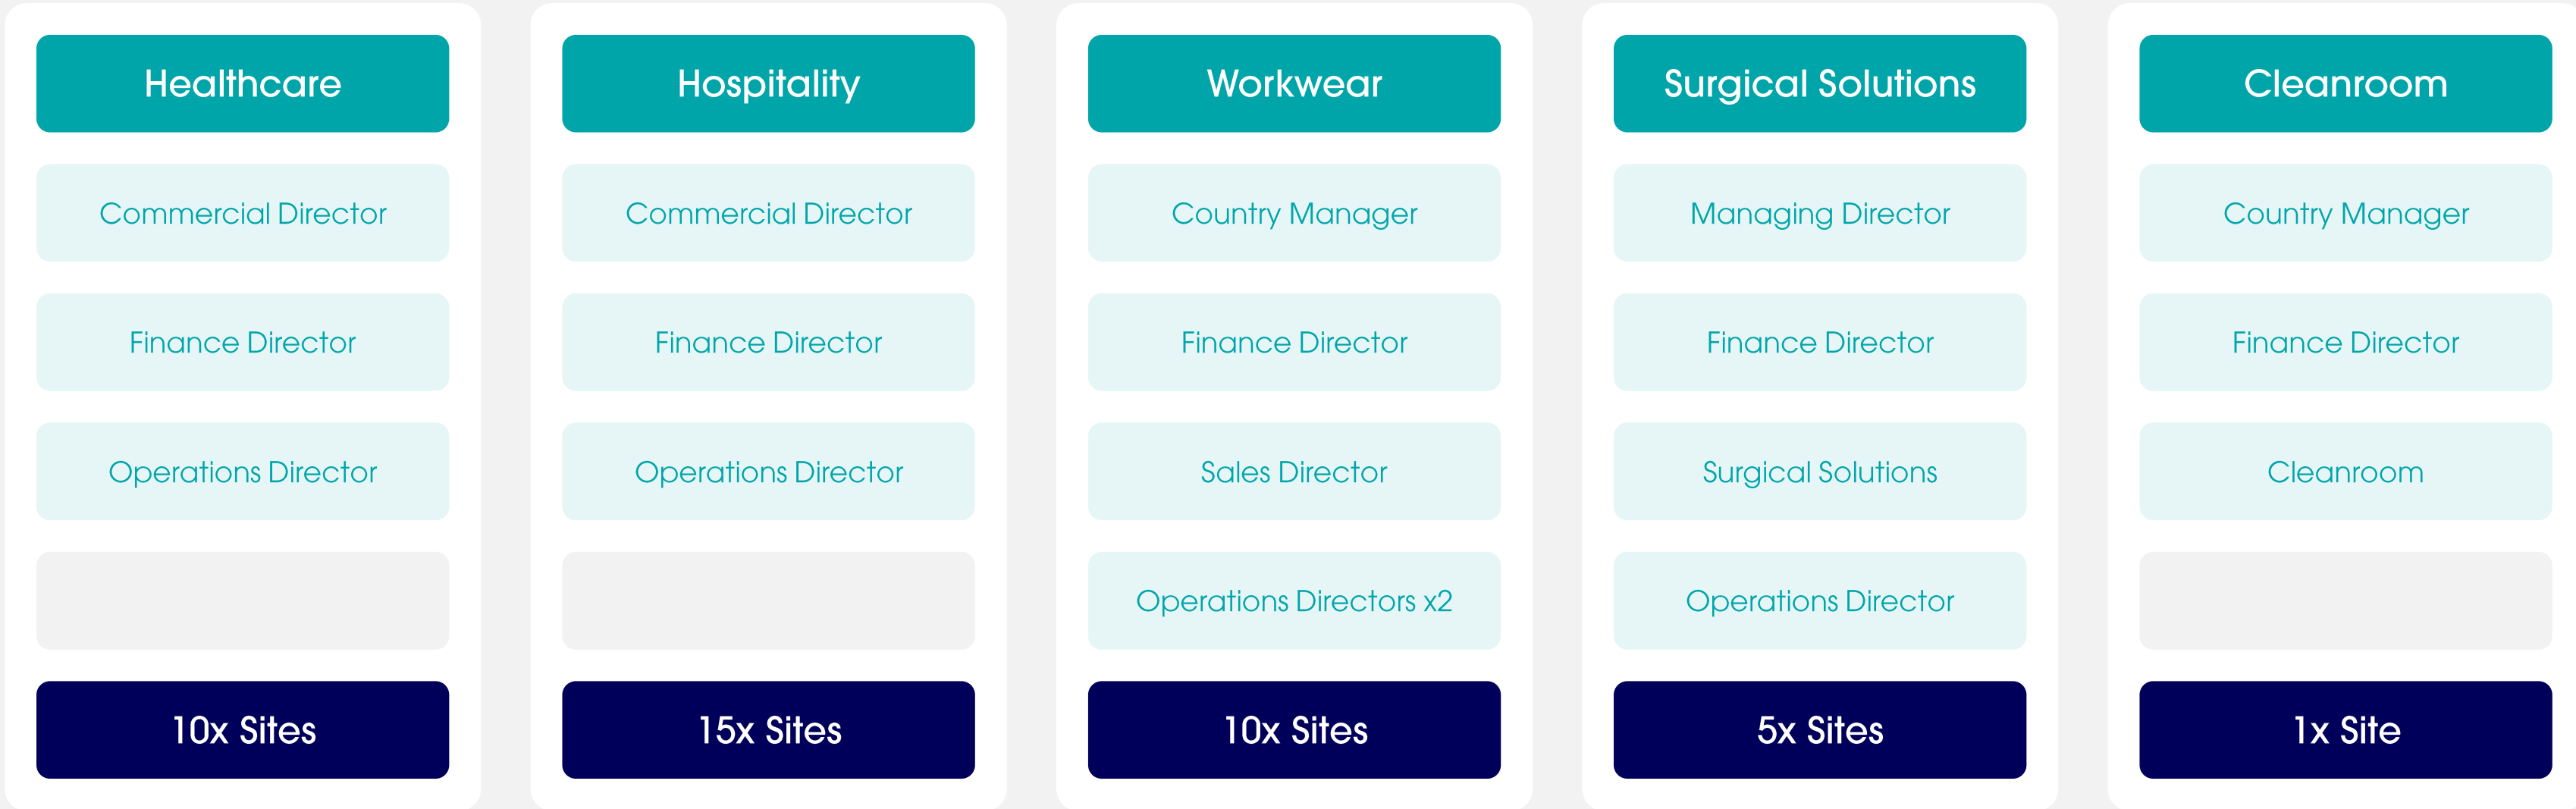 Healthcare
Commercial Director
Finance Director
Operations Director
10x Sites
Hospitality
Commercial Director
Finance Director
Operations Director
15x Sites
Workwear
Country Manager
Finance Director
Sales Director
Operations Directors x2
10x Sites
Surgical Solutions
Managing Director
Finance Director
Surgical Solutions
Operations Director
5x Sites
Cleanroom
Country Manager
Finance Director
Cleanroom
1x Site